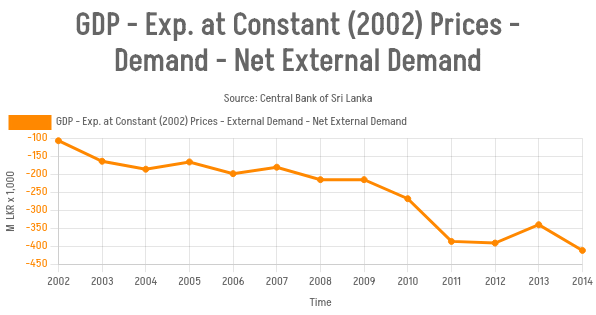 GDP - Exp. at Constant (2002) Prices -
Demand - Net External Demand
Source: Central Bank of Sri Lanka
GDP - Exp. at Constant (2002) Prices - External Demand - Net External Demand
M LKR x 1,000
-100
-150
-200
-250
-300
-350
-400
-450
2002 2003 2004 2005 2006 2007 2008 2009 2010 2011 2012 2013 2014
Time